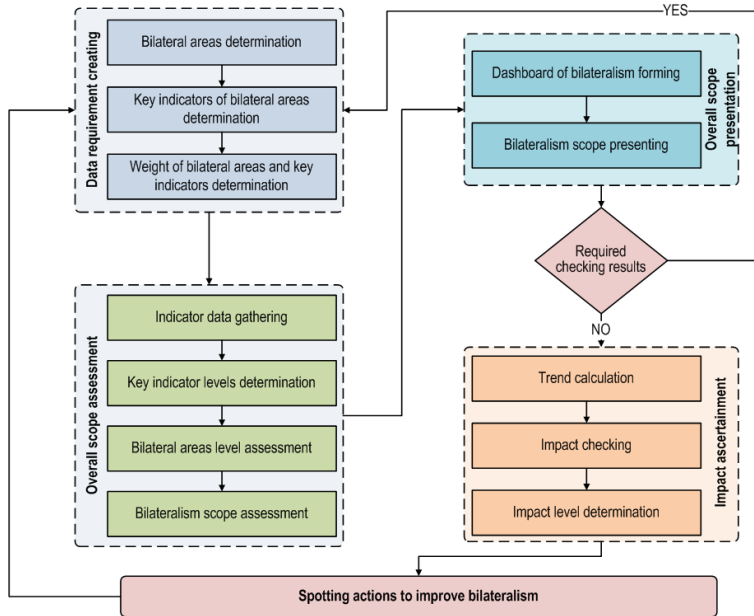 Data requirement creating
Bilateral areas determination
Key indicators of bilateral areas
determination
Weight of bilateral areas and key
indicators determination
YES
Dashboard of bilateralism forming
Bilateralism scope presenting
Overall scope
presentation
Required
checking results
NO
Overall scope assessment
Indicator data gathering
Key indicator levels determination
Bilateral areas level assessment
Bilateralism scope assessment
Trend calculation
Impact checking
Impact level determination
Impact ascertainment
Spotting actions to improve bilateralism